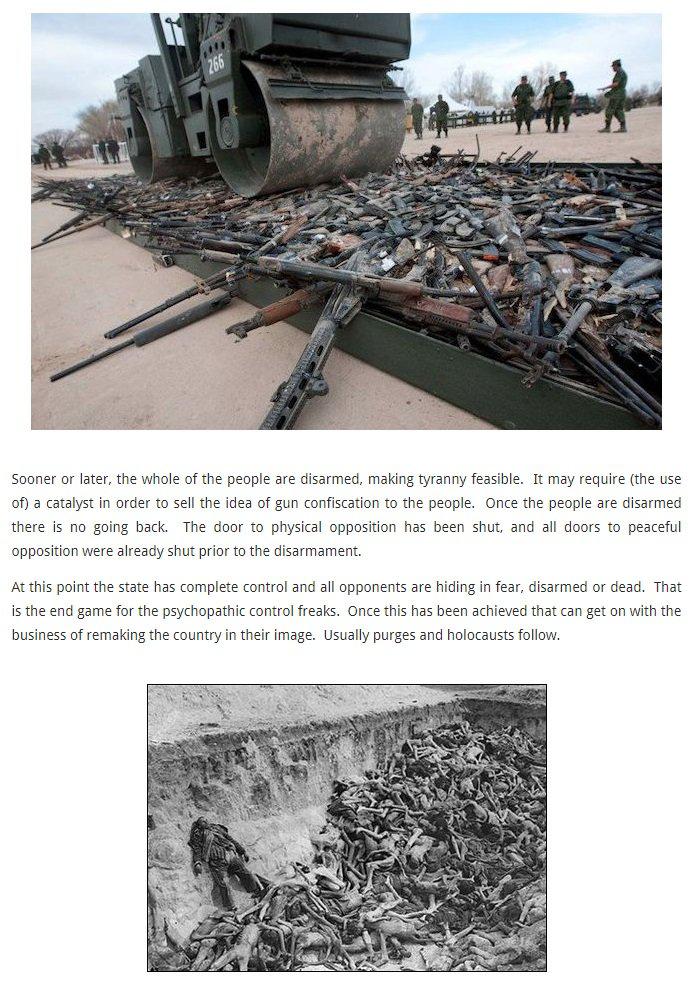 266
Sooner or later, the whole of the people are disarmed, making tyranny feasible.  It may require (the use
of) a catalyst in order to sell the idea of gun confiscation to the people.  Once the people are disarmed
there is no going back.  The door to physical opposition has been shut, and all doors to peaceful
opposition were already shut prior to the disarmament.
At this point the state has complete control and all opponents are hiding in fear, disarmed or dead.  That
is the end game for the psychopathic control freaks.  Once this has been achieved that can get on with the
business of remaking the country in their image.  Usually purges and holocausts follow.